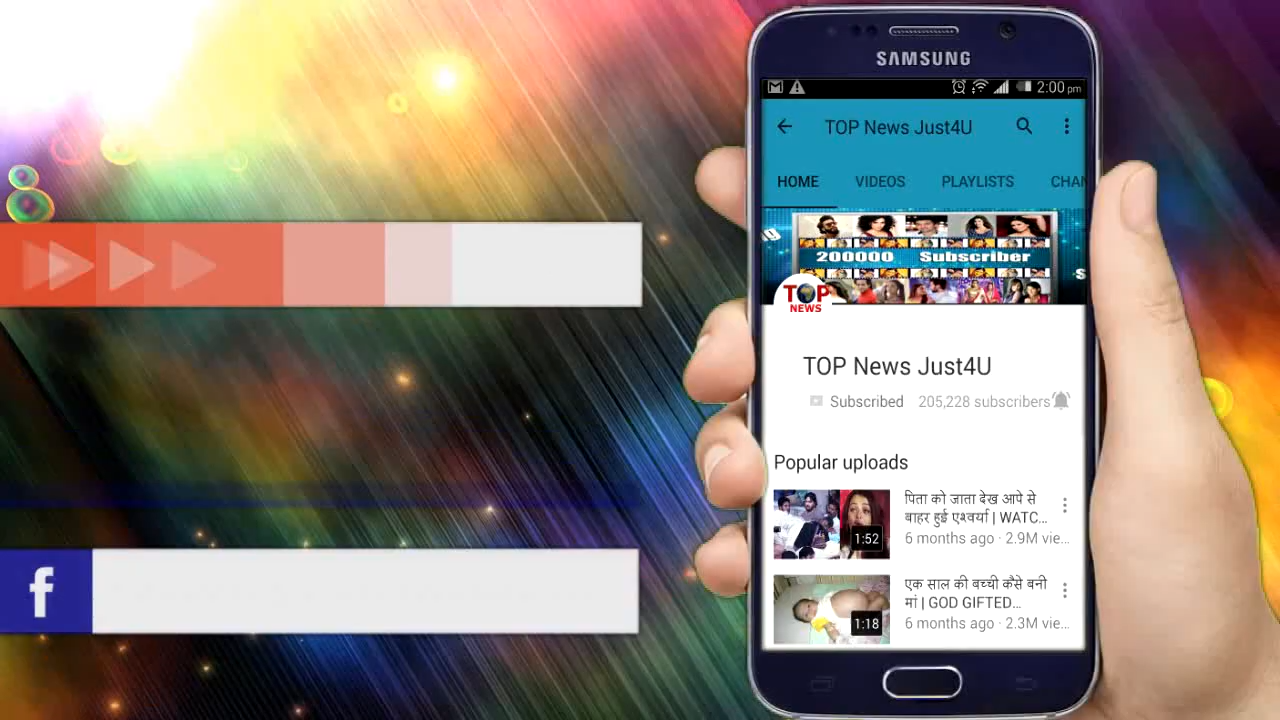 SAMSUNG
2:00 pm
TOP News Just4U
HOME VIDEOS PLAYLISTS CHAN
200000 Subscriber
TOP
NEWS
TOP News Just4U
Subscribed 205,228 subscribers
Popular uploads
पिता को जाता देख आपे से
बाहर हुई एश्वर्या | WATC...
1:52
6 months ago · 2.9M vie...
एक साल की बच्ची कैसे बनी
मां | GOD GIFTED...
1:18
6 months ago · 2.3M vie...
f